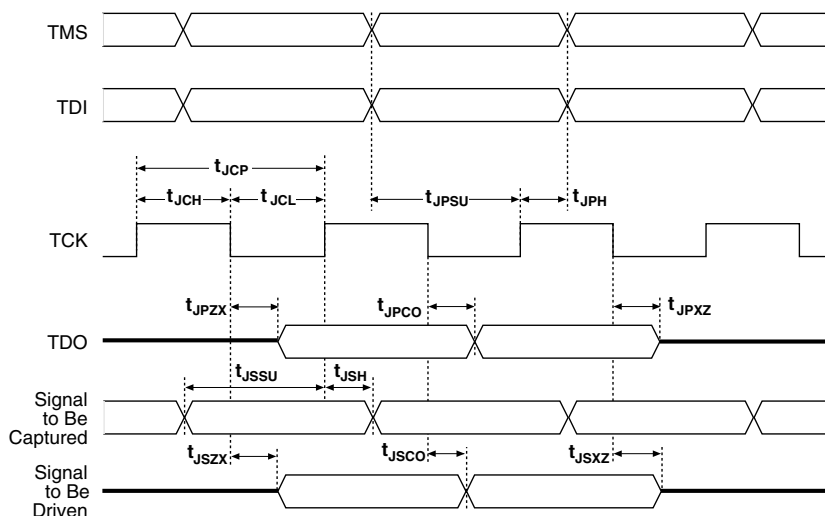 TMS
TDI
tJCP
tJCH
tJCL
tJPSU
tJPH
TCK
tJPZX
tJPCO
tJPXZ
TDO
tJSSU
tJSH
Signal
to Be
Captured
tJSZX
tJSCO
tJSXZ
Signal
to Be
Driven